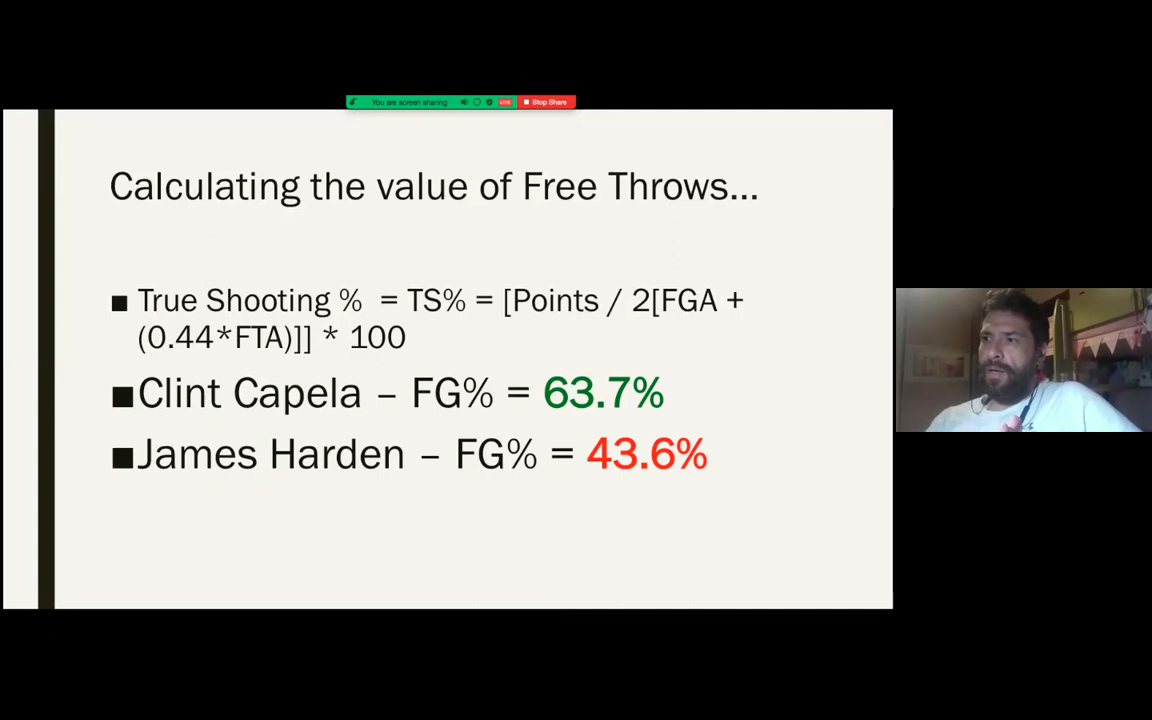 You are screen sharing LIVE Stop Share
Calculating the value of Free Throws...
■ True Shooting % = TS% = [Points / 2[FGA +
(0.44*FTA)]] * 100
■Clint Capela – FG% = 63.7%
■James Harden – FG% = 43.6%